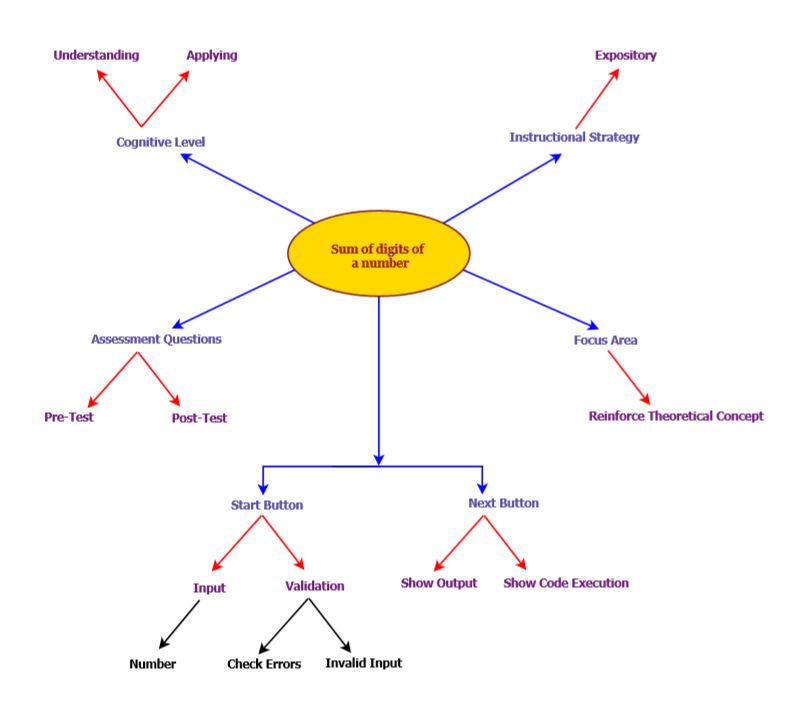 Understanding
Applying
Expository
Cognitive Level
Instructional Strategy
Sum of digits of
a number
Assessment Questions
Focus Area
Pre-Test
Post-Test
Reinforce Theoretical Concept
Start Button
Next Button
Input
Validation
Show Output
Show Code Execution
Number
Check Errors
Invalid Input